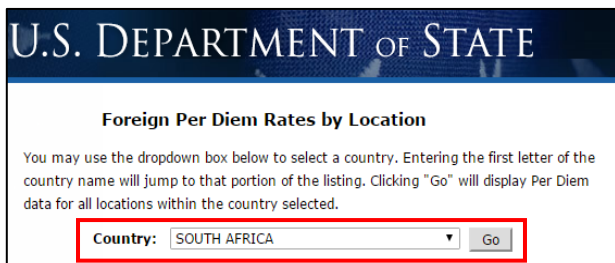 U.S. DEPARTMENT OF STATE
Foreign Per Diem Rates by Location
You may use the dropdown box below to select a country. Entering the first letter of the
country name will jump to that portion of the listing. Clicking "Go" will display Per Diem
data for all locations within the country selected.
Country: SOUTH AFRICA Go